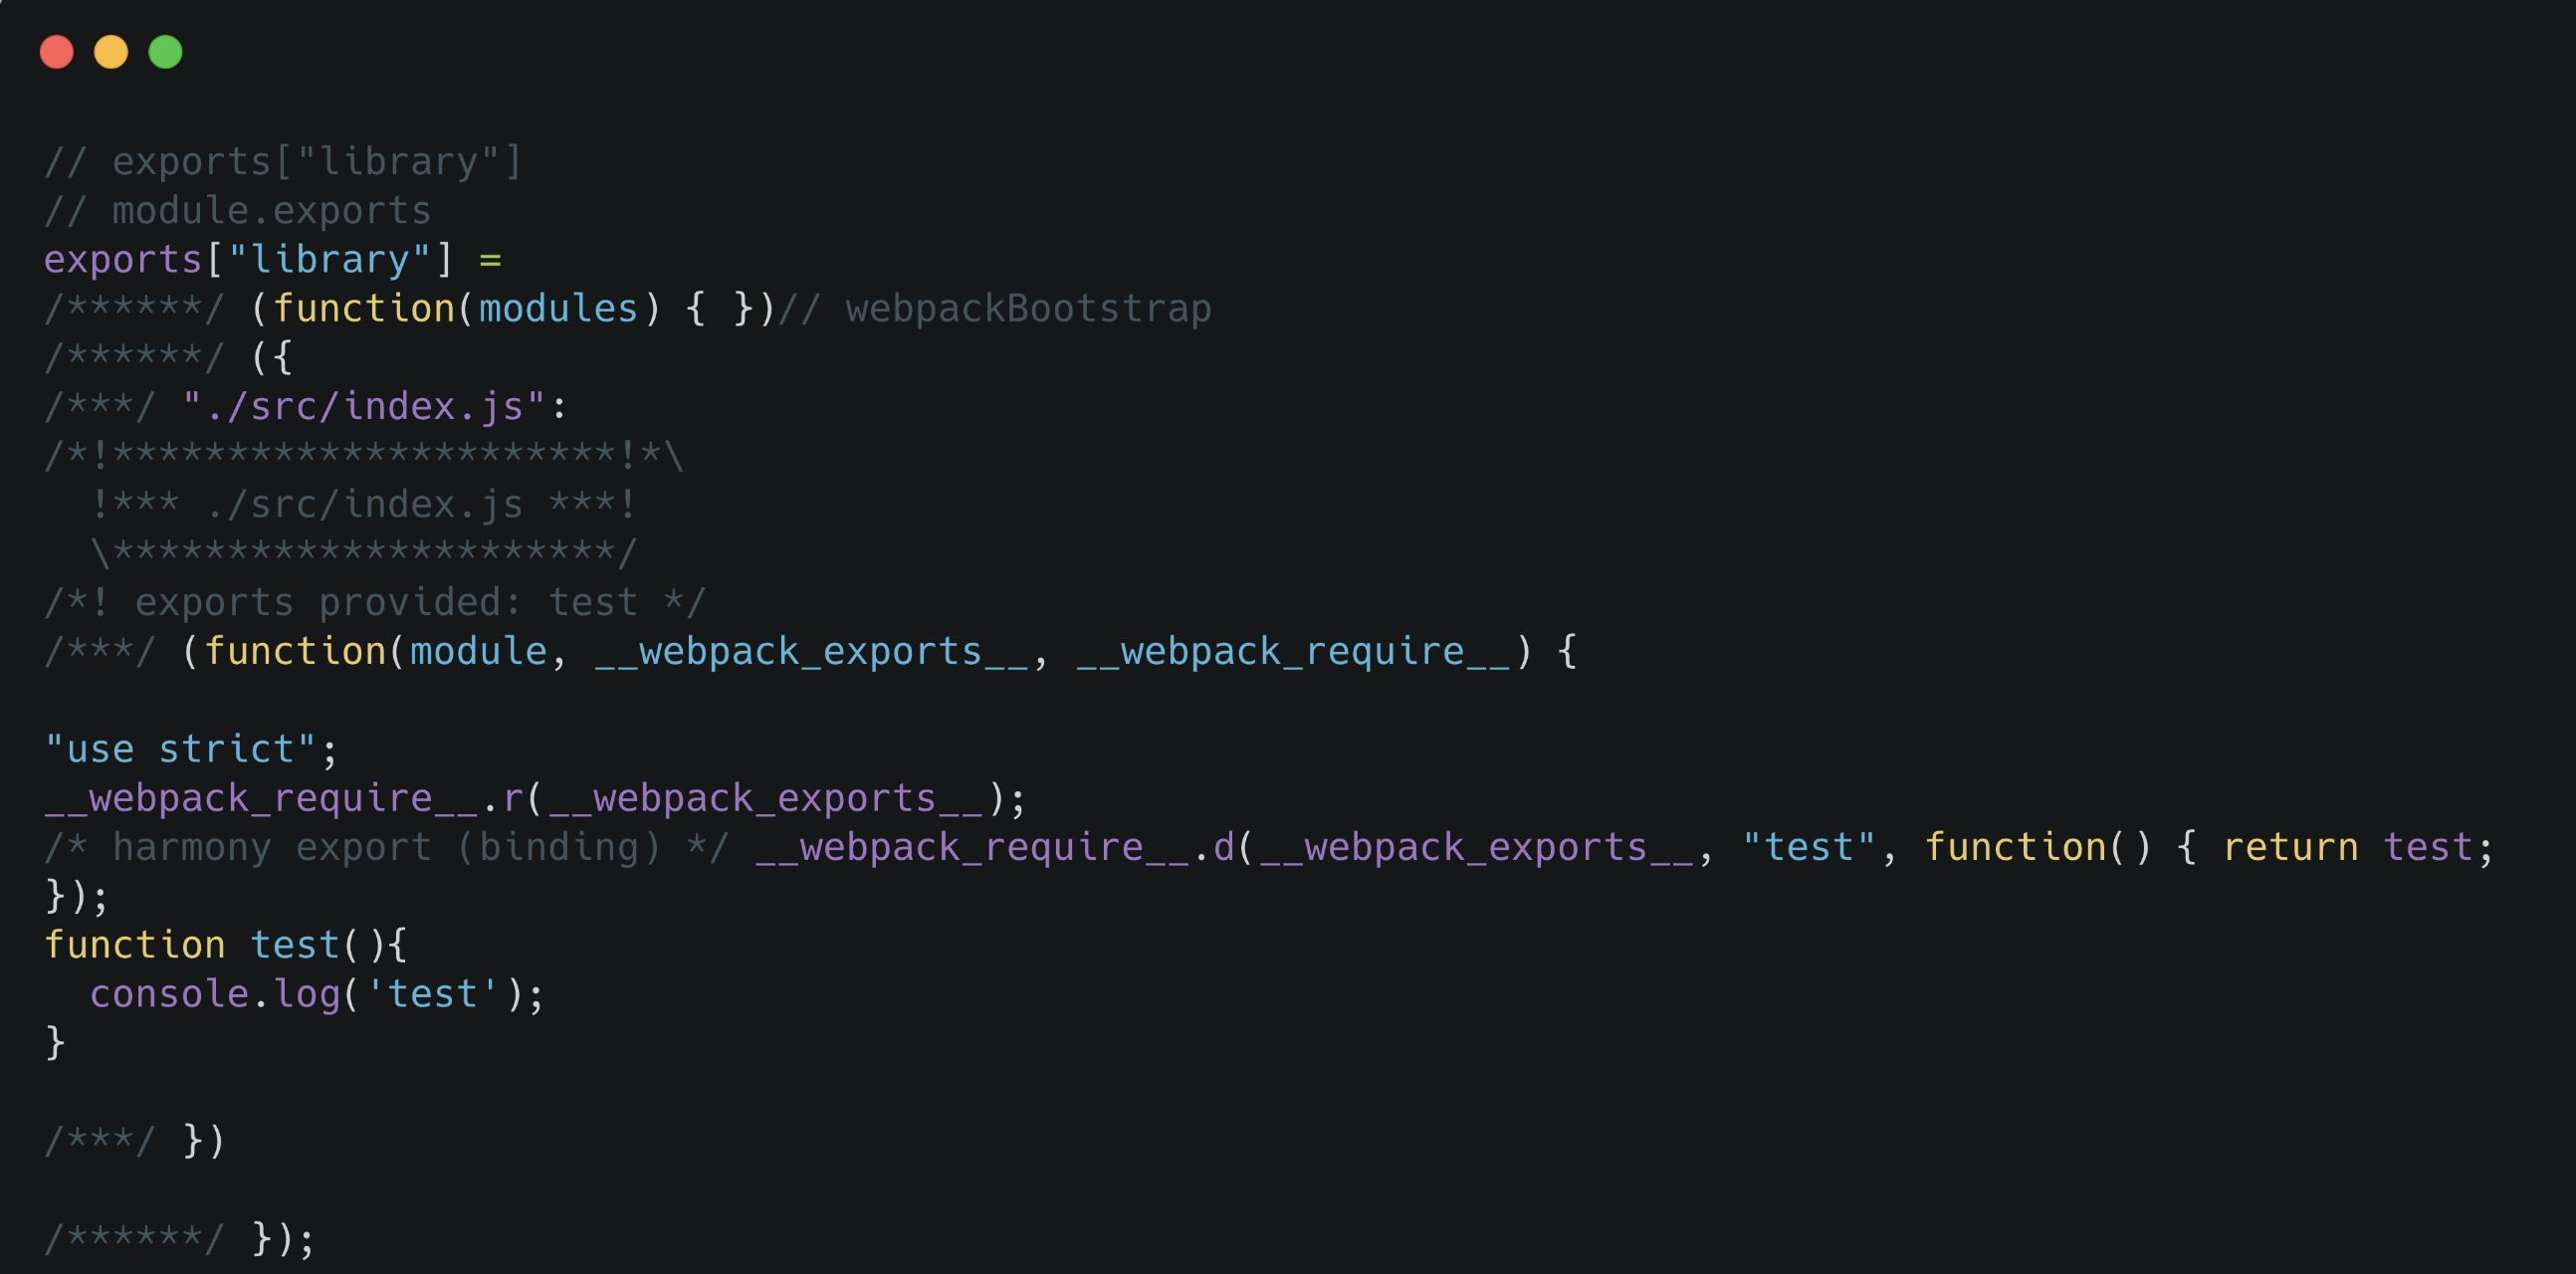 // exports["library"]
// module.exports
exports["library"] =
/******/ (function(modules) { })// webpackBootstrap
/******/ ({
/***/ "./src/index.js":
/*!**********************!*\
  !*** ./src/index.js ***!
  \**********************/
/*! exports provided: test */
/***/ (function(module, __webpack_exports__, __webpack_require__) {

"use strict";
__webpack_require__.r(__webpack_exports__);
/* harmony export (binding) */ __webpack_require__.d(__webpack_exports__, "test", function() { return test;
});
function test(){
  console.log('test');
}

/***/ })

/******/ });